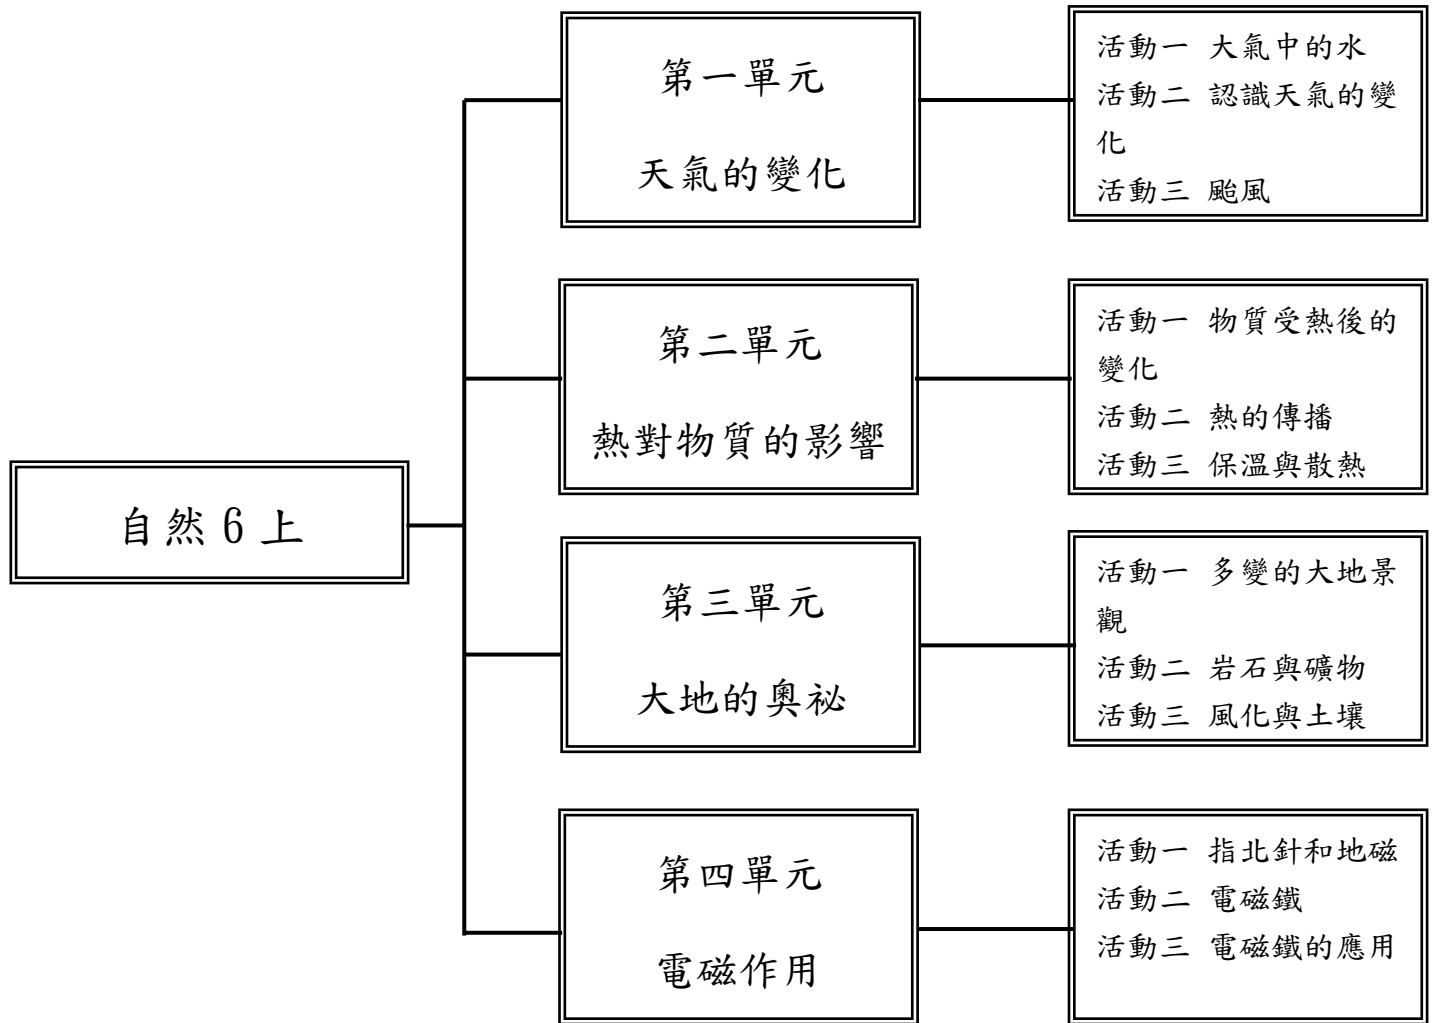 自然 6 上
第一單元
天氣的變化
活動一 大氣中的水
活動二 認識天氣的變
化
活動三 颱風
第二單元
熱對物質的影響
活動一 物質受熱後的
變化
活動二 熱的傳播
活動三 保溫與散熱
第三單元
大地的奧祕
活動一 多變的大地景
觀
活動二 岩石與礦物
活動三 風化與土壤
第四單元
電磁作用
活動一 指北針和地磁
活動二 電磁鐵
活動三 電磁鐵的應用